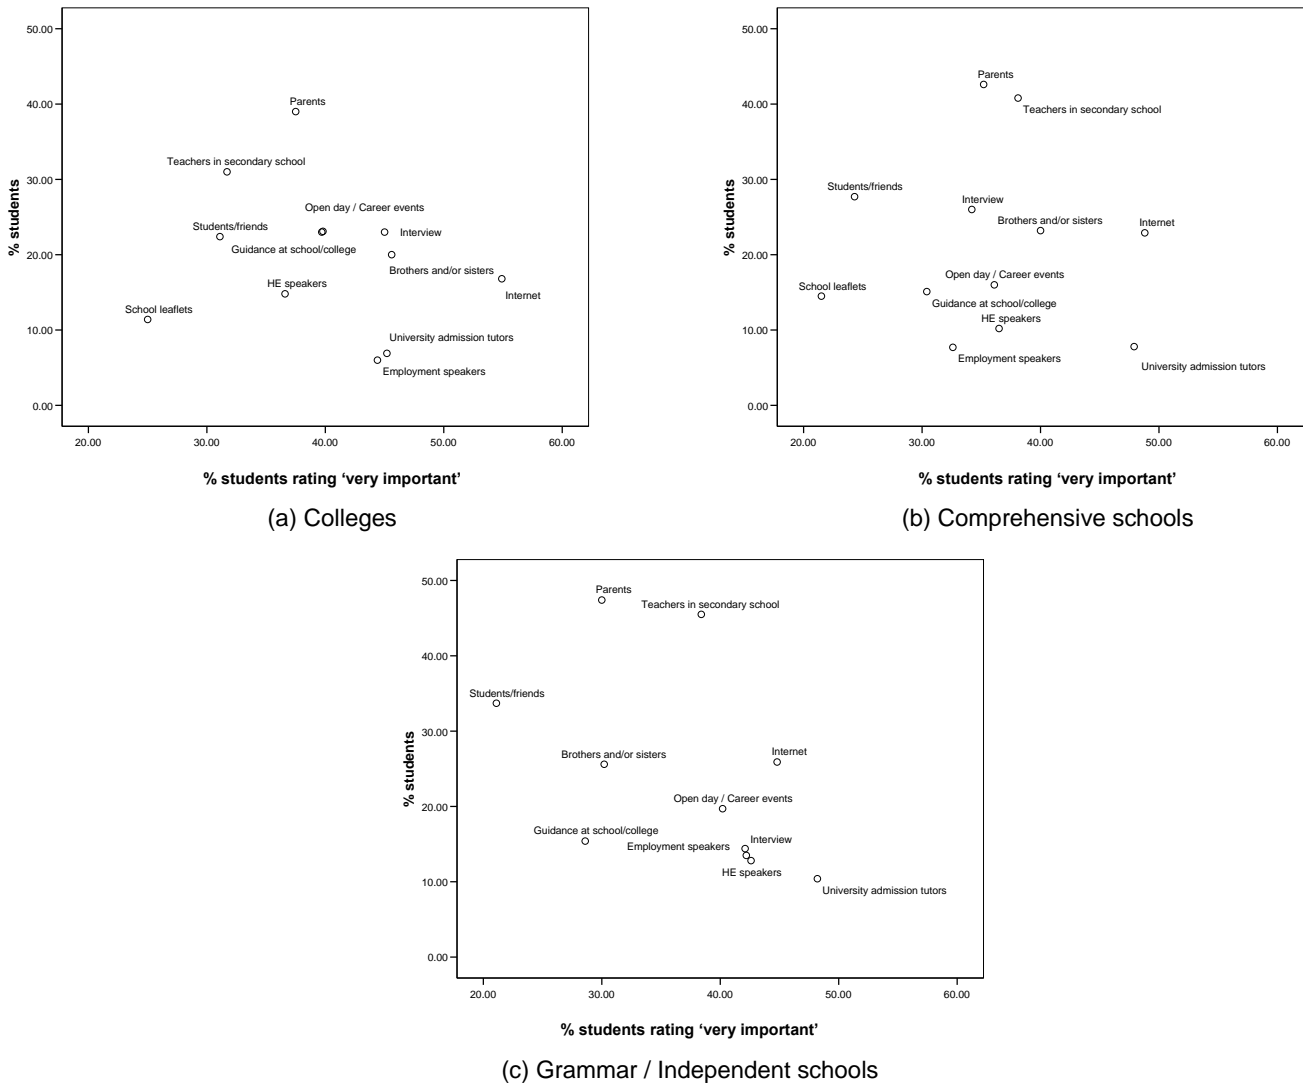 50.00
40.00
30.00
20.00
10.00
0.00
% students
Parents
Teachers in secondary school
Open day / Career events
Students/friends
Interview
Guidance at school/college
Brothers and/or sisters
HE speakers
Internet
School leaflets
University admission tutors
Employment speakers
20.00 30.00 40.00 50.00 60.00
% students rating ‘very important’
(a) Colleges
50.00
40.00
30.00
20.00
10.00
0.00
% students
Parents
Teachers in secondary school
Students/friends
Interview
Brothers and/or sisters
Internet
Open day / Career events
School leaflets
Guidance at school/college
HE speakers
Employment speakers
University admission tutors
20.00 30.00 40.00 50.00 60.00
% students rating ‘very important’
(b) Comprehensive schools
50.00
40.00
30.00
20.00
10.00
0.00
% students
Parents
Teachers in secondary school
Students/friends
Brothers and/or sisters
Internet
Open day / Career events
Guidance at school/college
Interview
Employment speakers
HE speakers
University admission tutors
20.00 30.00 40.00 50.00 60.00
% students rating ‘very important’
(c) Grammar / Independent schools